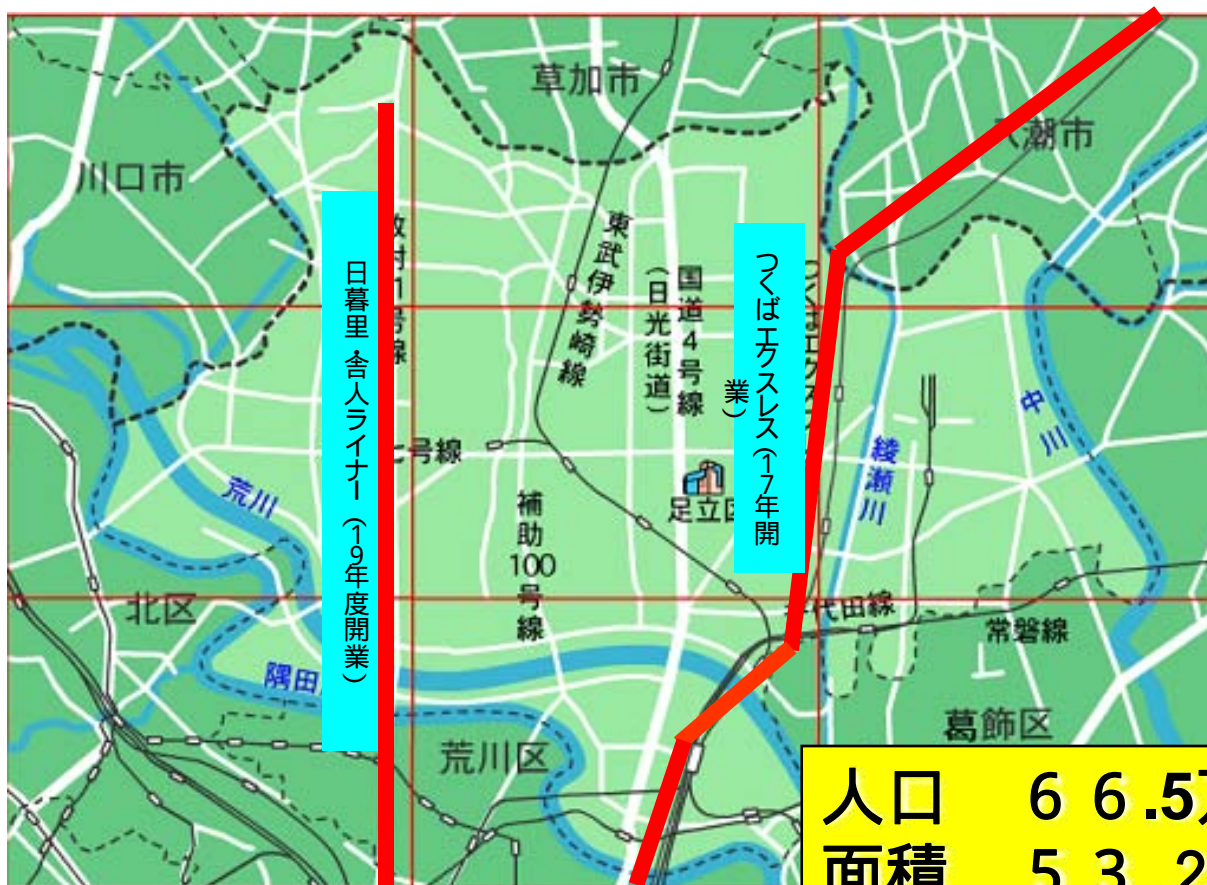 草加市
八潮市
川口市
東武伊勢崎線
国道4号線
(日光街道)
つくばエクスレス(17年開
業)
日暮里・舎人ライナー(19年度開業)
号線
荒川
補助100号線
足立区
綾瀬川
中川
北区
千代田線
常磐線
隅田
荒川区
葛飾区
人口 66.5万
面積 53.2